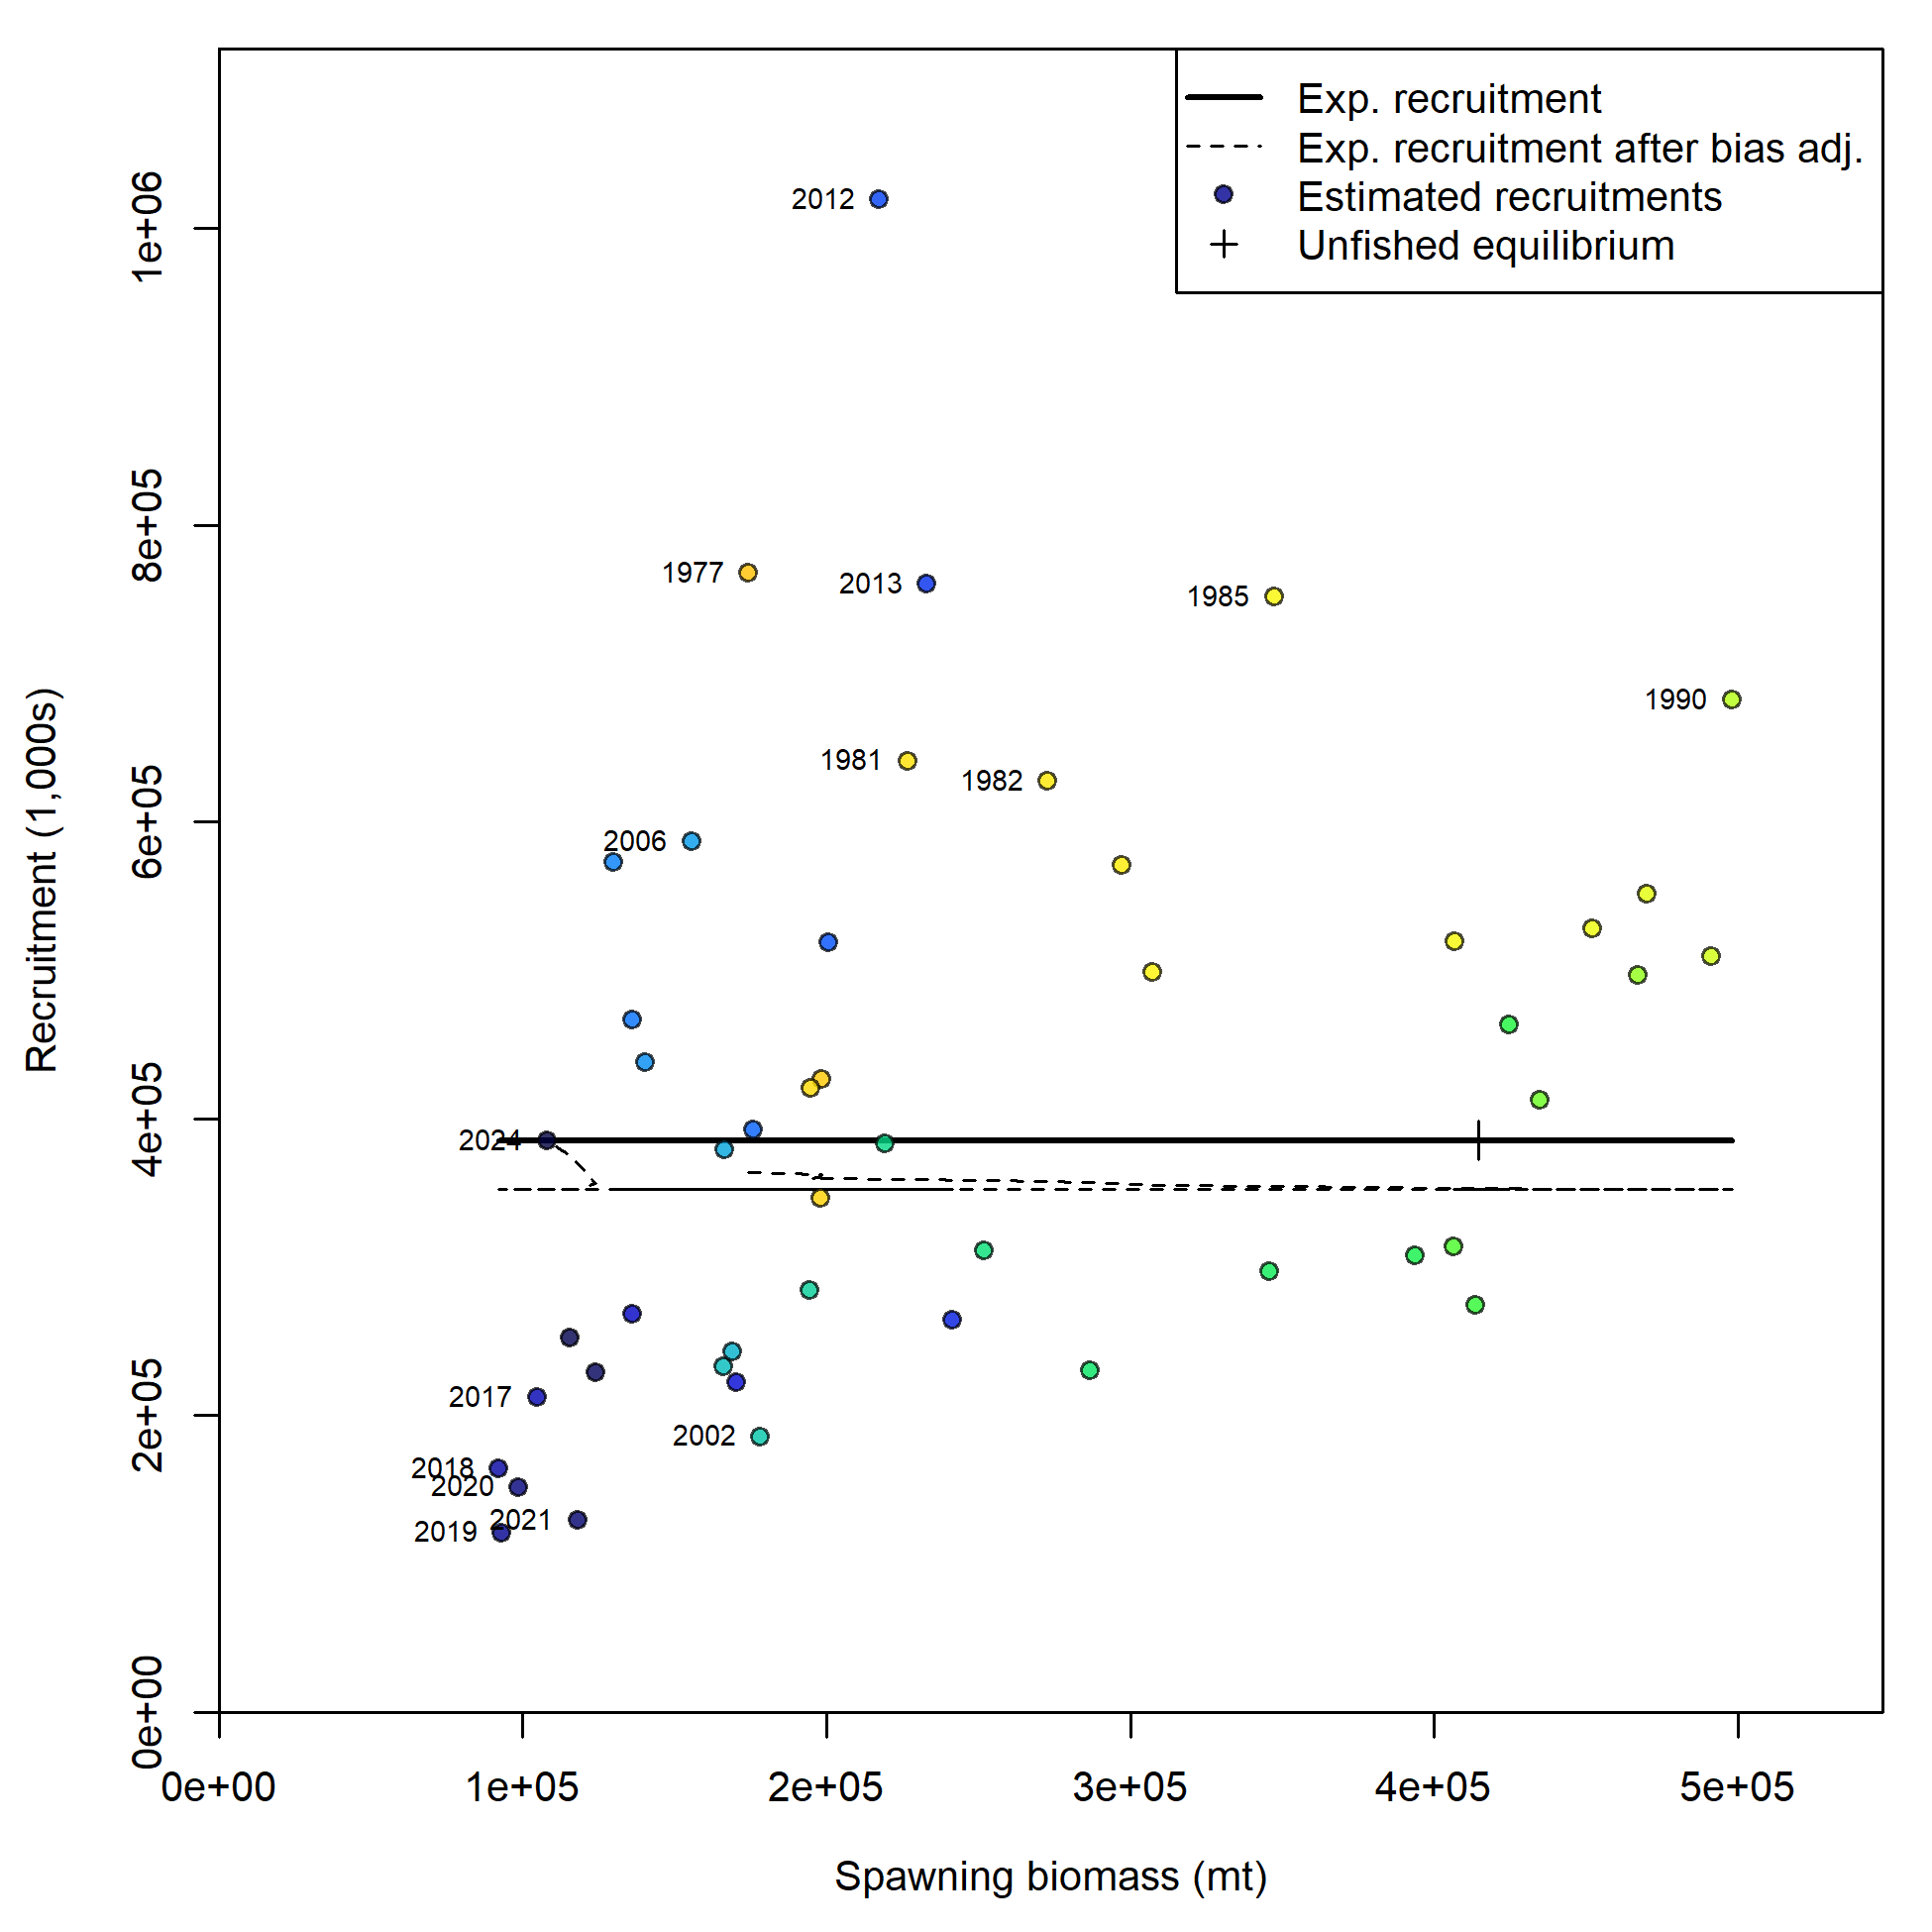 Exp. recruitment
Exp. recruitment after bias adj.
Estimated recruitments
Unfished equilibrium
2012
1977
2013
1985
1990
1981
1982
2006
2024
2017
2002
2018
2020
2021
2019
Recruitment (1,000s)
1e+06
8e+05
6e+05
4e+05
2e+05
0e+00
0e+00 1e+05 2e+05 3e+05 4e+05 5e+05
Spawning biomass (mt)